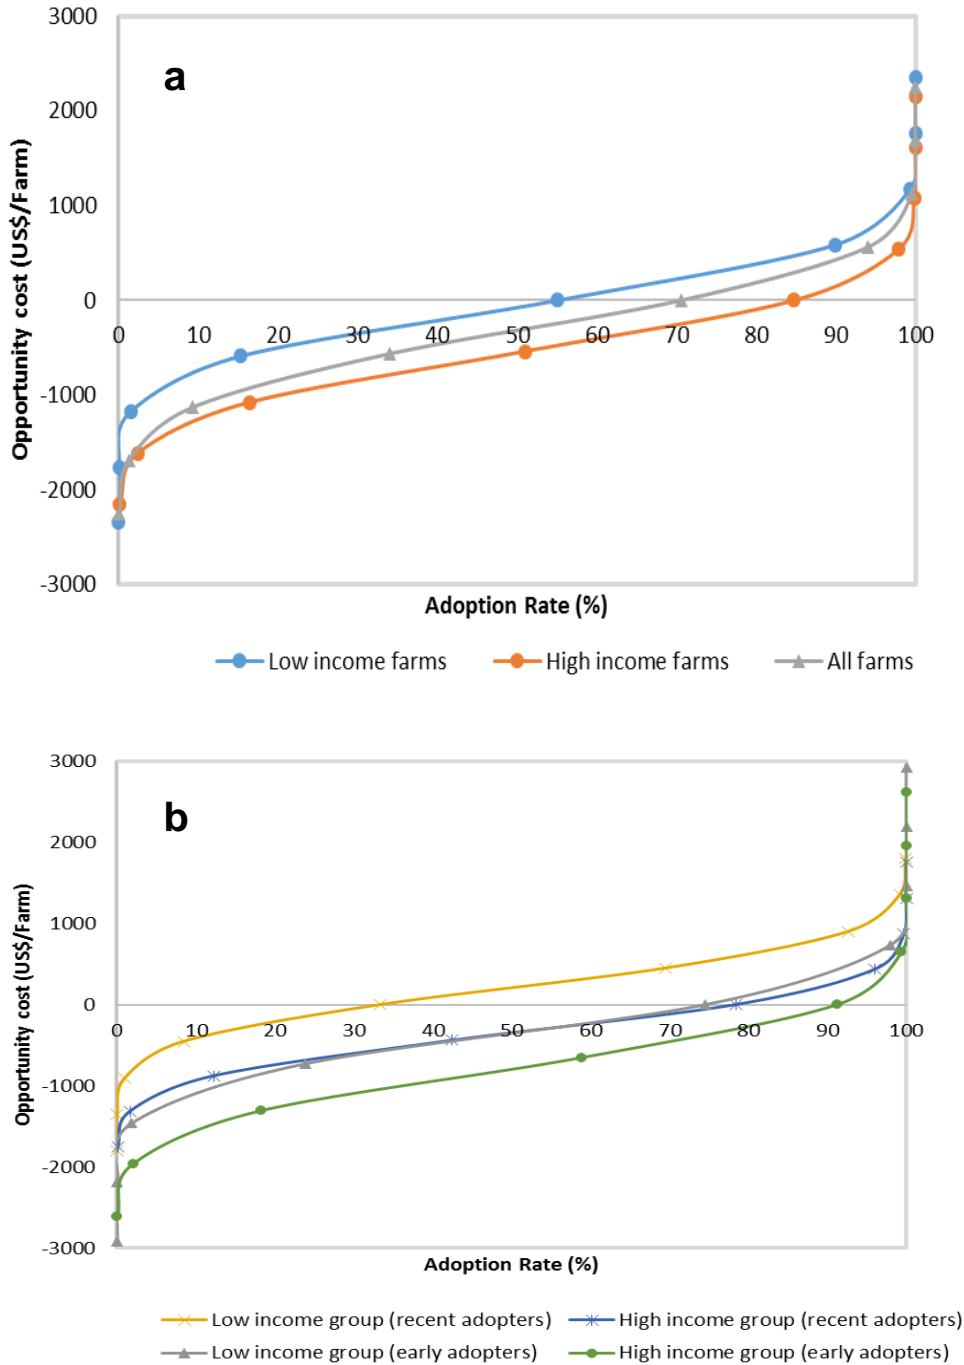 a
3000
2000
1000
0
-1000
-2000
-3000
Opportunity cost (US$/Farm)
0 10 20 30 40 50 60 70 80 90 100
Adoption Rate (%)
Low income farms High income farms All farms
b
3000
2000
1000
0
-1000
-2000
-3000
Opportunity cost (US$/Farm)
0 10 20 30 40 50 60 70 80 90 100
Adoption Rate (%)
Low income group (recent adopters) High income group (recent adopters)
Low income group (early adopters) High income group (early adopters)